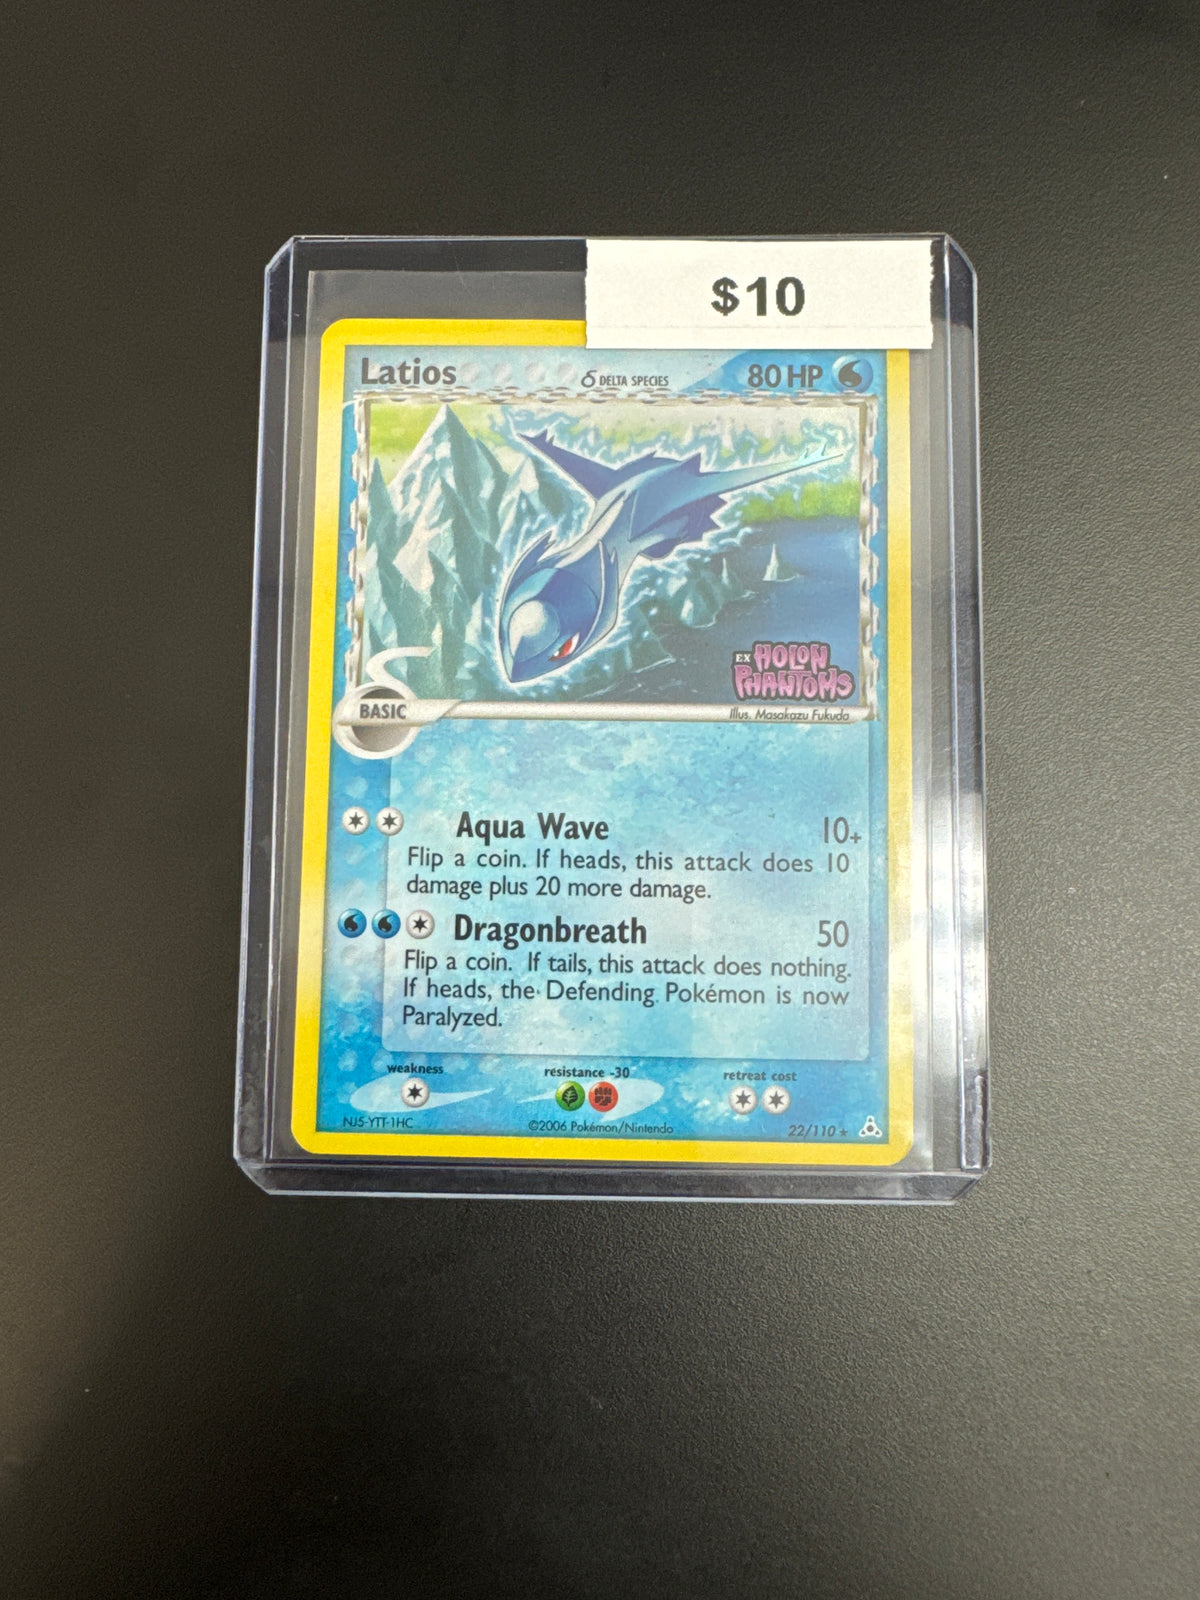 $10
Latios δ DELTA SPECIES 80 HP
EX HOLON
PHANTOMS
BASIC
Illus. Masakazu Fukuda
Aqua Wave 10+
Flip a coin. If heads, this attack does 10
damage plus 20 more damage.
Dragonbreath 50
Flip a coin. If tails, this attack does nothing.
If heads, the Defending Pokémon is now
Paralyzed.
weakness resistance -30 retreat cost
NJ5-YTT-1HC ©2006 Pokémon/Nintendo 22/110 ★